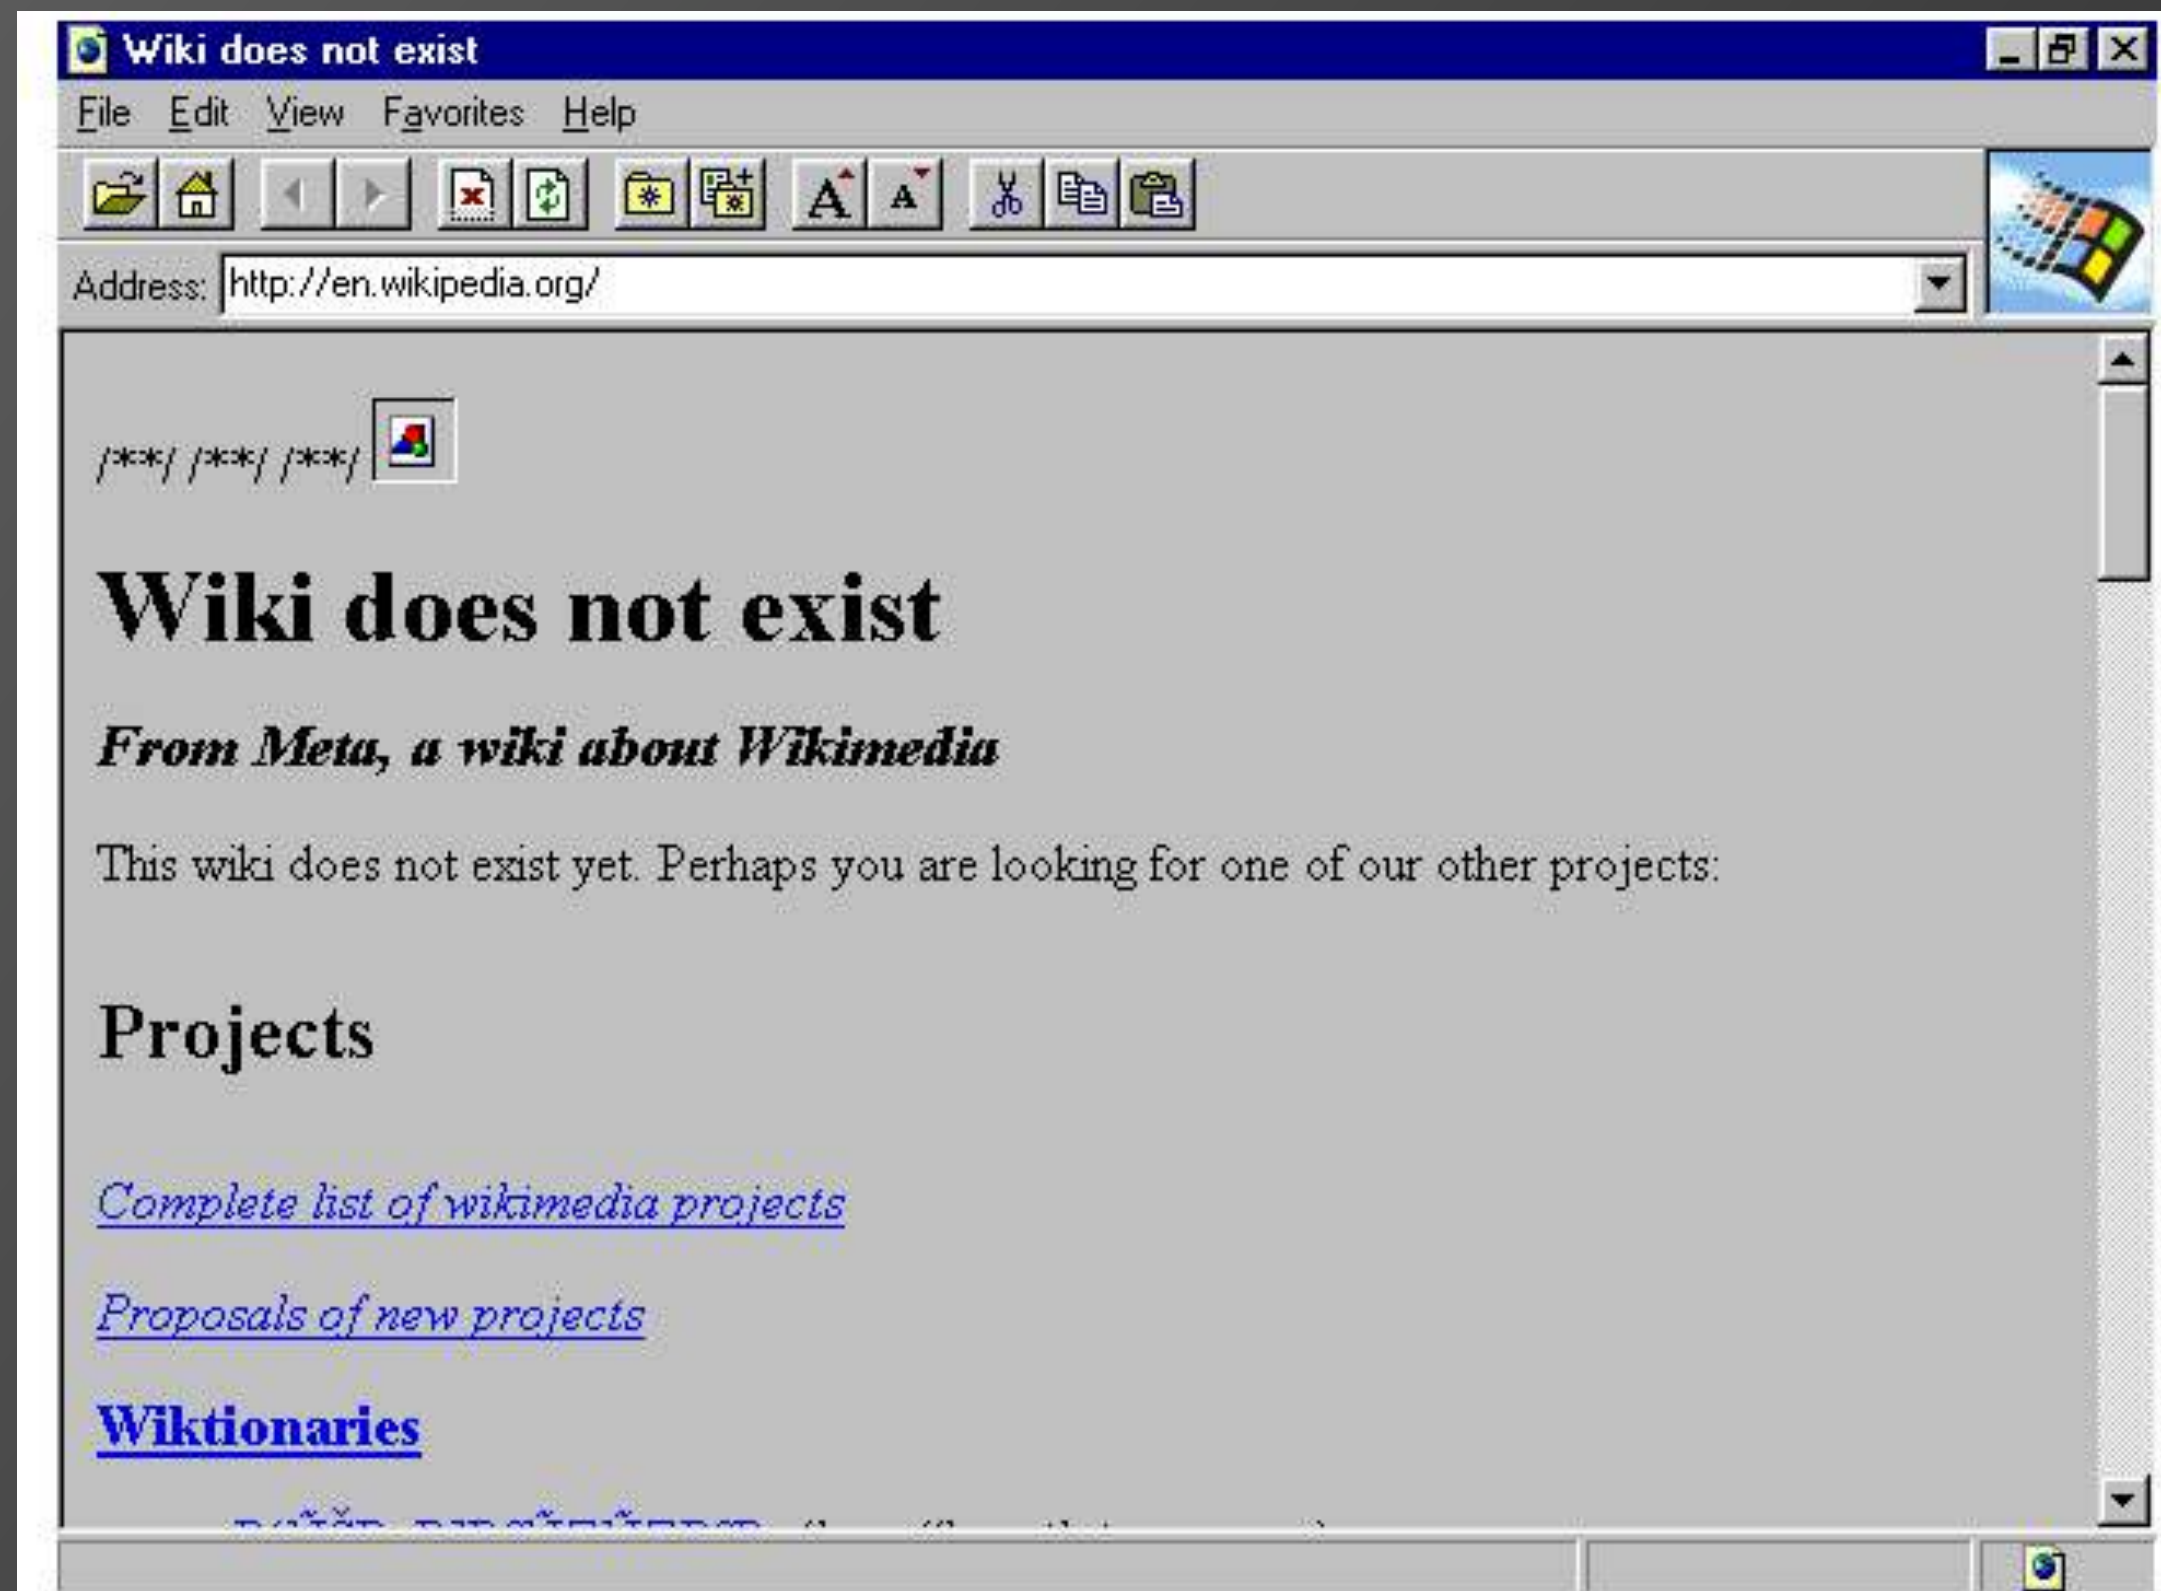 Wiki does not exist
File Edit View Favorites Help
A A
Address: http://en.wikipedia.org/
/**/ /**/ /**/
Wiki does not exist
From Meta, a wiki about Wikimedia
This wiki does not exist yet. Perhaps you are looking for one of our other projects:
Projects
Complete list of wikimedia projects
Proposals of new projects
Wiktionaries